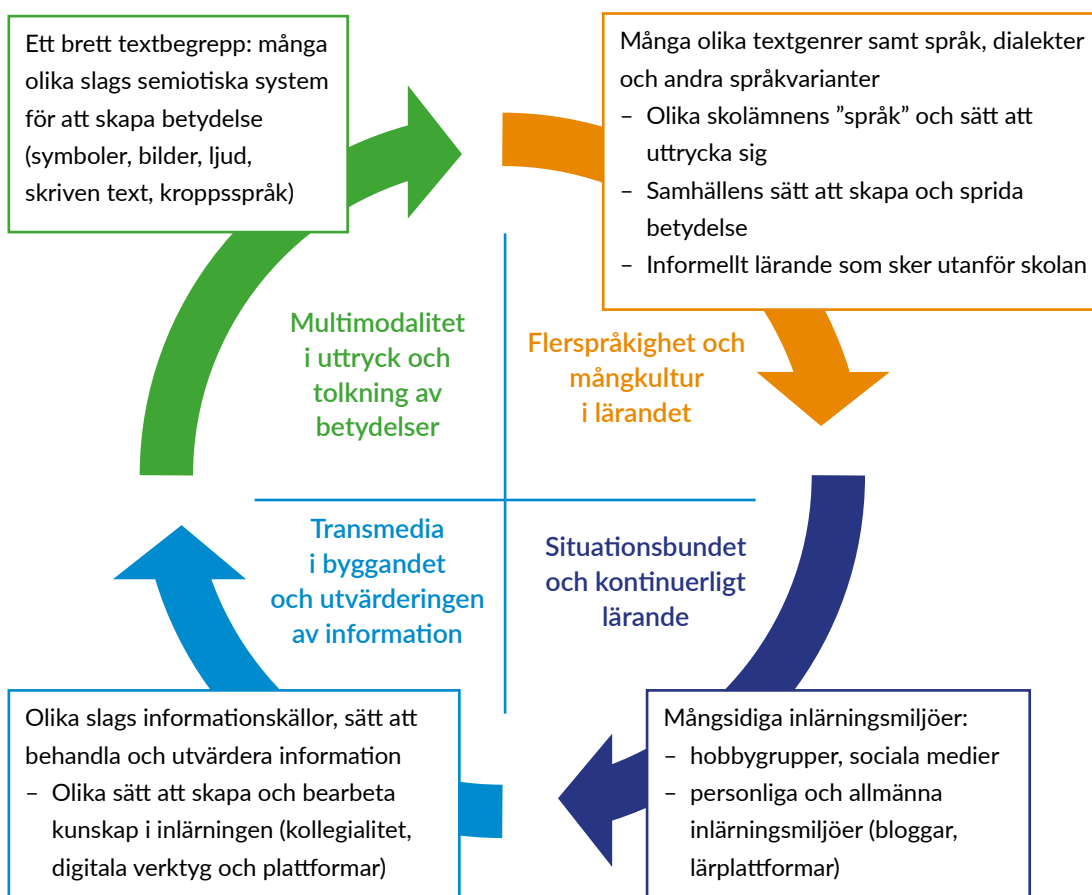 Ett brett textbegrepp: många
olika slags semiotiska system
för att skapa betydelse
(symboler, bilder, ljud,
skriven text, kroppsspråk)
Många olika textgenrer samt språk, dialekter
och andra språkvarianter
– Olika skolämnens ”språk” och sätt att
uttrycka sig
– Samhällens sätt att skapa och sprida
betydelse
– Informellt lärande som sker utanför skolan
Multimodalitet
i uttryck och
tolkning av
betydelser
Flerspråkighet och
mångkultur
i lärandet
Transmedia
i byggandet
och utvärderingen
av information
Situationsbundet
och kontinuerligt
lärande
Olika slags informationskällor, sätt att
behandla och utvärdera information
– Olika sätt att skapa och bearbeta
kunskap i inlärningen (kollegialitet,
digitala verktyg och plattformar)
Mångsidiga inlärningsmiljöer:
– hobbygrupper, sociala medier
– personliga och allmänna
inlärningsmiljöer (bloggar,
lärplattformar)